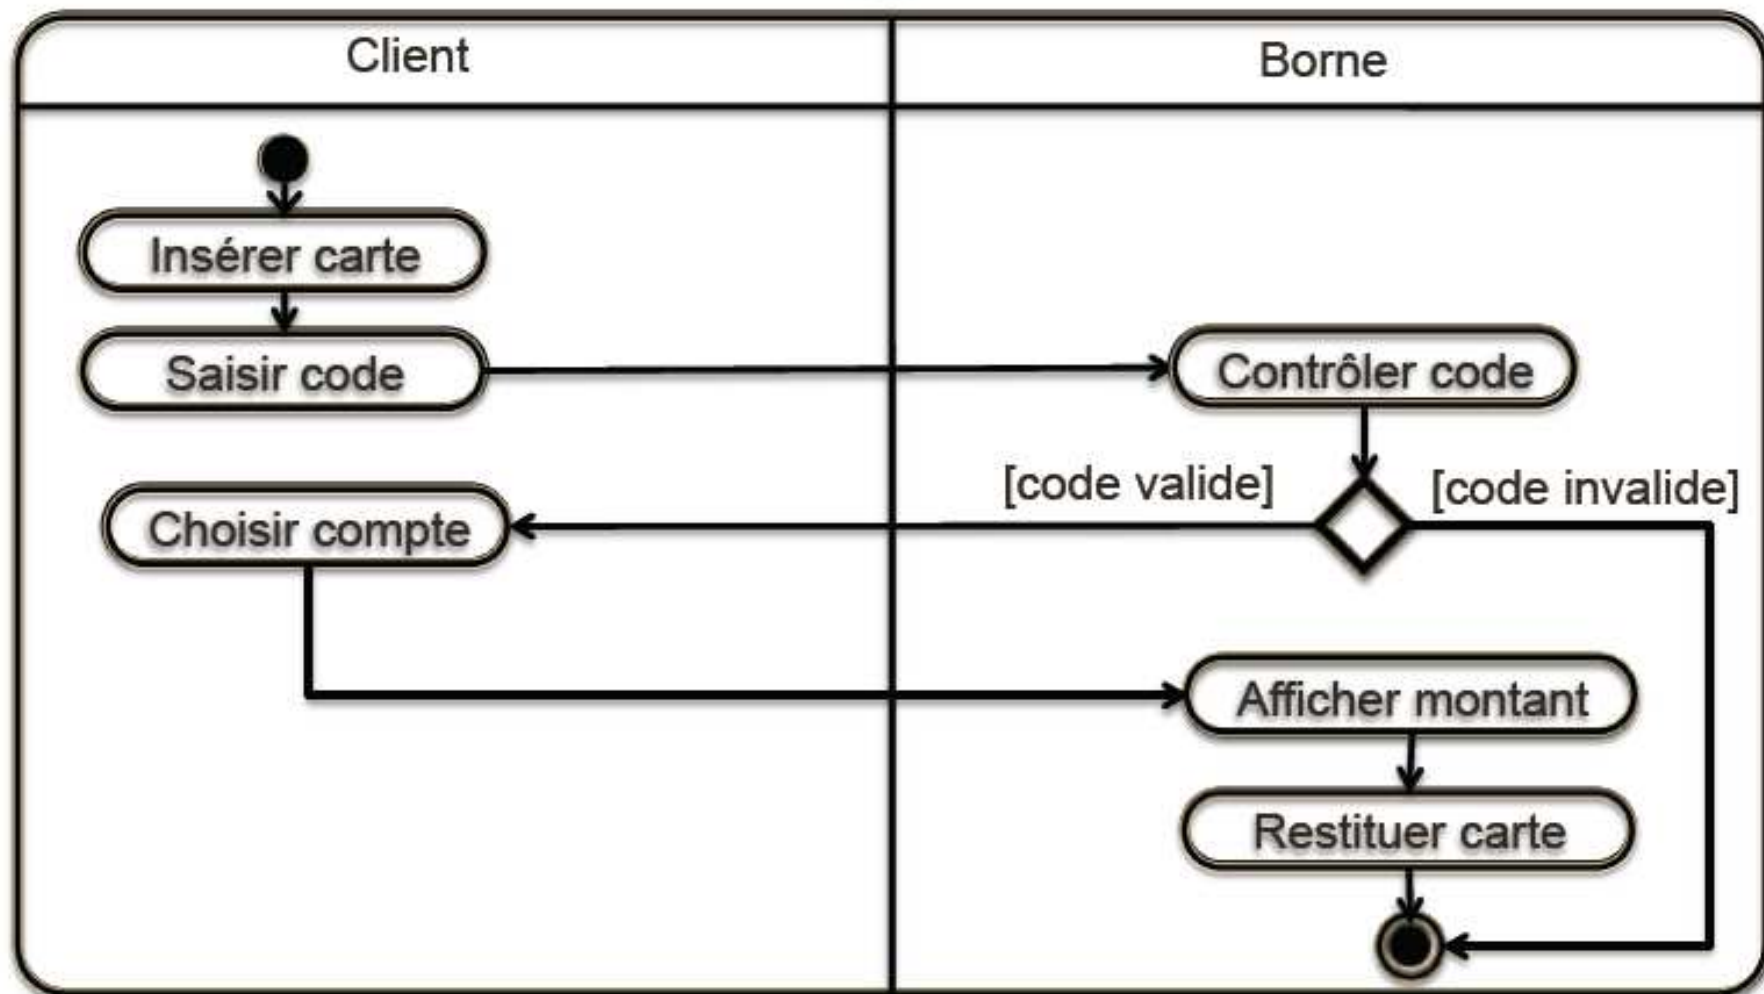 Client
Borne
Insérer carte
Saisir code
Contrôler code
[code valide]
[code invalide]
Choisir compte
Afficher montant
Restituer carte